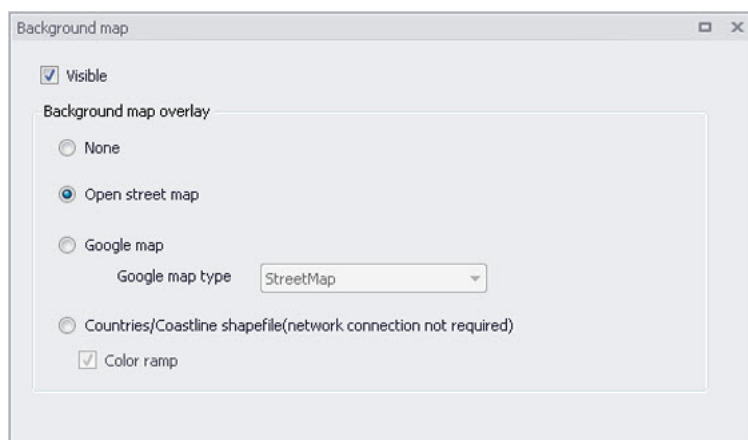 Background map
Visible
Background map overlay
None
Open street map
Google map
Google map type StreetMap
Countries/Coastline shapefile(network connection not required)
Color ramp